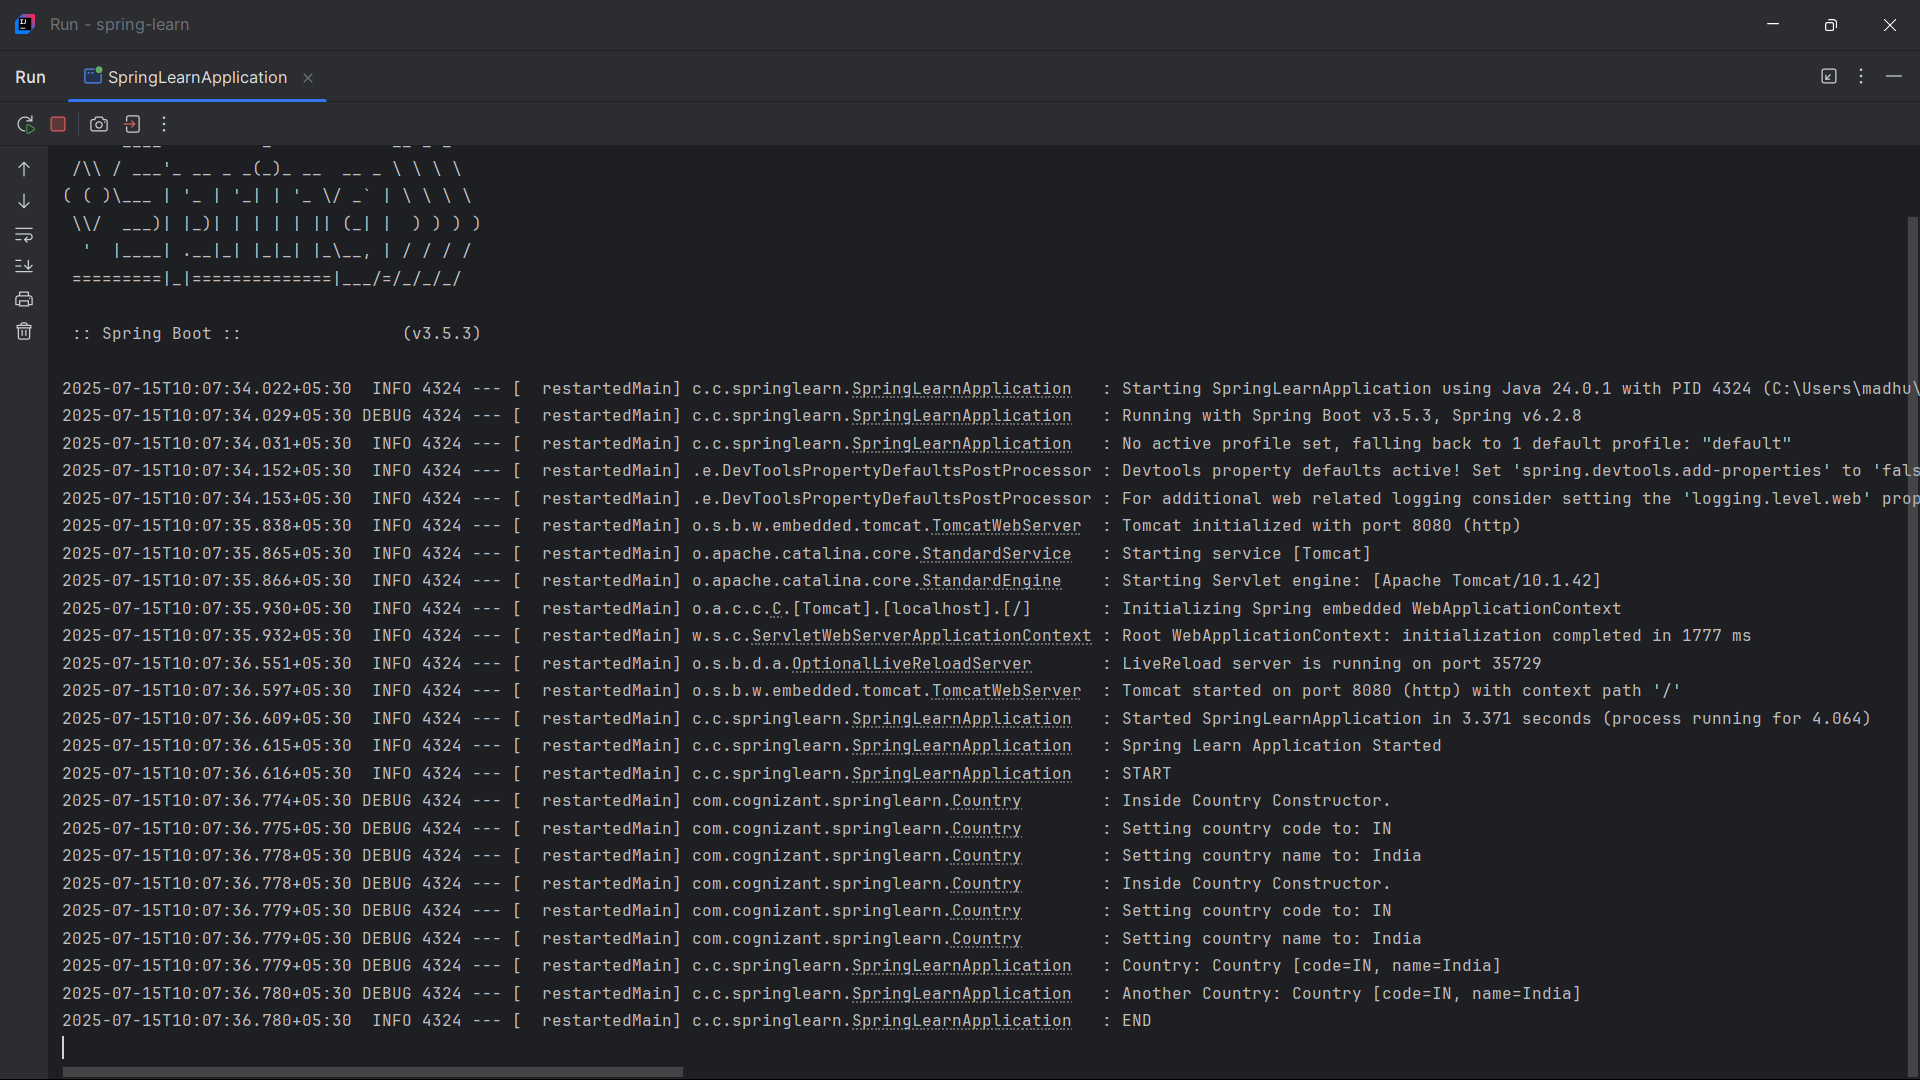 Run - spring-learn
Run SpringLearnApplication
 /\\ / ___'_ __ _ _(_)_ __  __ _ \ \ \ \
( ( )\___ | '_ | '_| | '_ \/ _` | \ \ \ \
 \\/  ___)| |_)| | | | | || (_| |  ) ) ) )
  '  |____| .__|_| |_|_| |_\__, | / / / /
 =========|_|==============|___/=/_/_/_/
 :: Spring Boot ::                (v3.5.3)
2025-07-15T10:07:34.022+05:30  INFO 4324 --- [  restartedMain] c.c.springlearn.SpringLearnApplication   : Starting SpringLearnApplication using Java 24.0.1 with PID 4324 (C:\Users\madhu\
2025-07-15T10:07:34.029+05:30 DEBUG 4324 --- [  restartedMain] c.c.springlearn.SpringLearnApplication   : Running with Spring Boot v3.5.3, Spring v6.2.8
2025-07-15T10:07:34.031+05:30  INFO 4324 --- [  restartedMain] c.c.springlearn.SpringLearnApplication   : No active profile set, falling back to 1 default profile: "default"
2025-07-15T10:07:34.152+05:30  INFO 4324 --- [  restartedMain] .e.DevToolsPropertyDefaultsPostProcessor : Devtools property defaults active! Set 'spring.devtools.add-properties' to 'fals
2025-07-15T10:07:34.153+05:30  INFO 4324 --- [  restartedMain] .e.DevToolsPropertyDefaultsPostProcessor : For additional web related logging consider setting the 'logging.level.web' prop
2025-07-15T10:07:35.838+05:30  INFO 4324 --- [  restartedMain] o.s.b.w.embedded.tomcat.TomcatWebServer  : Tomcat initialized with port 8080 (http)
2025-07-15T10:07:35.865+05:30  INFO 4324 --- [  restartedMain] o.apache.catalina.core.StandardService   : Starting service [Tomcat]
2025-07-15T10:07:35.866+05:30  INFO 4324 --- [  restartedMain] o.apache.catalina.core.StandardEngine    : Starting Servlet engine: [Apache Tomcat/10.1.42]
2025-07-15T10:07:35.930+05:30  INFO 4324 --- [  restartedMain] o.a.c.c.C.[Tomcat].[localhost].[/]       : Initializing Spring embedded WebApplicationContext
2025-07-15T10:07:35.932+05:30  INFO 4324 --- [  restartedMain] w.s.c.ServletWebServerApplicationContext : Root WebApplicationContext: initialization completed in 1777 ms
2025-07-15T10:07:36.551+05:30  INFO 4324 --- [  restartedMain] o.s.b.d.a.OptionalLiveReloadServer       : LiveReload server is running on port 35729
2025-07-15T10:07:36.597+05:30  INFO 4324 --- [  restartedMain] o.s.b.w.embedded.tomcat.TomcatWebServer  : Tomcat started on port 8080 (http) with context path '/'
2025-07-15T10:07:36.609+05:30  INFO 4324 --- [  restartedMain] c.c.springlearn.SpringLearnApplication   : Started SpringLearnApplication in 3.371 seconds (process running for 4.064)
2025-07-15T10:07:36.615+05:30  INFO 4324 --- [  restartedMain] c.c.springlearn.SpringLearnApplication   : Spring Learn Application Started
2025-07-15T10:07:36.616+05:30  INFO 4324 --- [  restartedMain] c.c.springlearn.SpringLearnApplication   : START
2025-07-15T10:07:36.774+05:30 DEBUG 4324 --- [  restartedMain] com.cognizant.springlearn.Country        : Inside Country Constructor.
2025-07-15T10:07:36.775+05:30 DEBUG 4324 --- [  restartedMain] com.cognizant.springlearn.Country        : Setting country code to: IN
2025-07-15T10:07:36.778+05:30 DEBUG 4324 --- [  restartedMain] com.cognizant.springlearn.Country        : Setting country name to: India
2025-07-15T10:07:36.778+05:30 DEBUG 4324 --- [  restartedMain] com.cognizant.springlearn.Country        : Inside Country Constructor.
2025-07-15T10:07:36.779+05:30 DEBUG 4324 --- [  restartedMain] com.cognizant.springlearn.Country        : Setting country code to: IN
2025-07-15T10:07:36.779+05:30 DEBUG 4324 --- [  restartedMain] com.cognizant.springlearn.Country        : Setting country name to: India
2025-07-15T10:07:36.779+05:30 DEBUG 4324 --- [  restartedMain] c.c.springlearn.SpringLearnApplication   : Country: Country [code=IN, name=India]
2025-07-15T10:07:36.780+05:30 DEBUG 4324 --- [  restartedMain] c.c.springlearn.SpringLearnApplication   : Another Country: Country [code=IN, name=India]
2025-07-15T10:07:36.780+05:30  INFO 4324 --- [  restartedMain] c.c.springlearn.SpringLearnApplication   : END